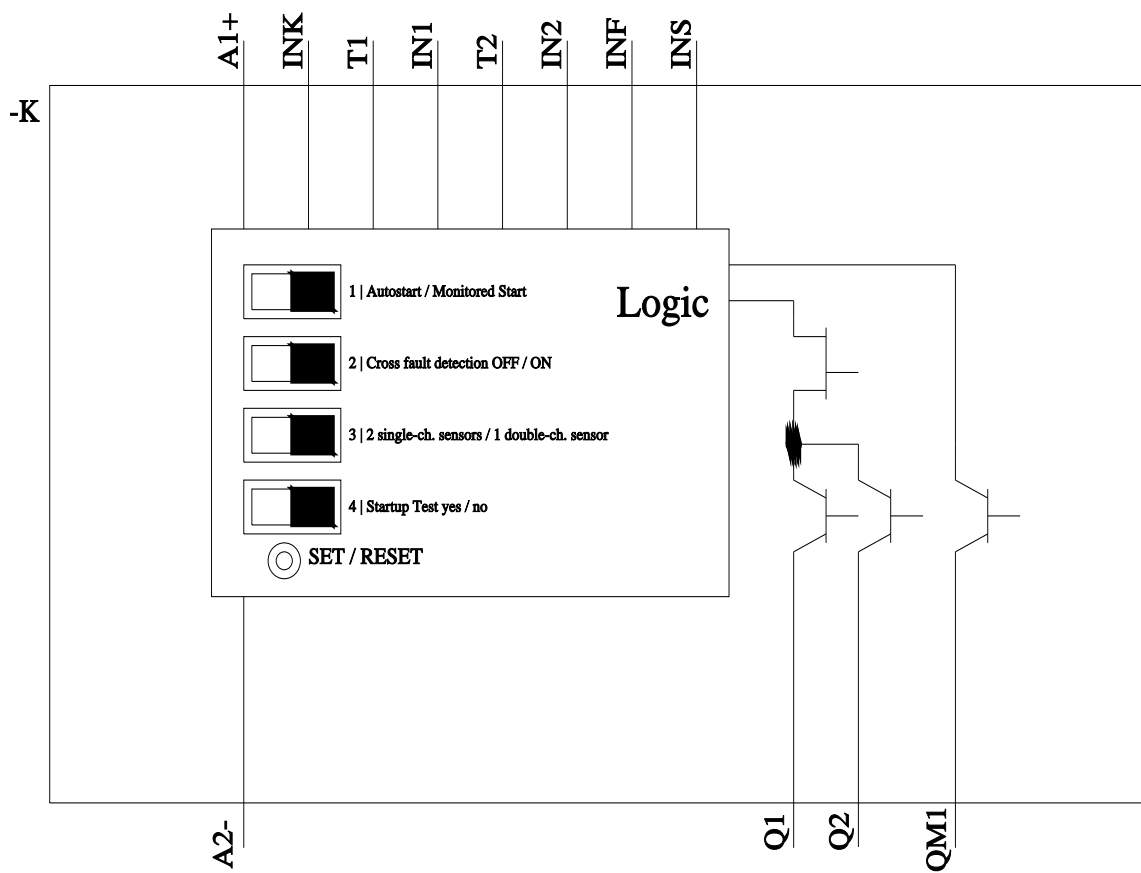 A1+
INK
T1
IN1
T2
IN2
INF
INS
-K
1 | Autostart / Monitored Start
Logic
2 | Cross fault detection OFF / ON
3 | 2 single-ch. sensors / 1 double-ch. sensor
4 | Startup Test yes / no
SET / RESET
A2-
Q1
Q2
QM1